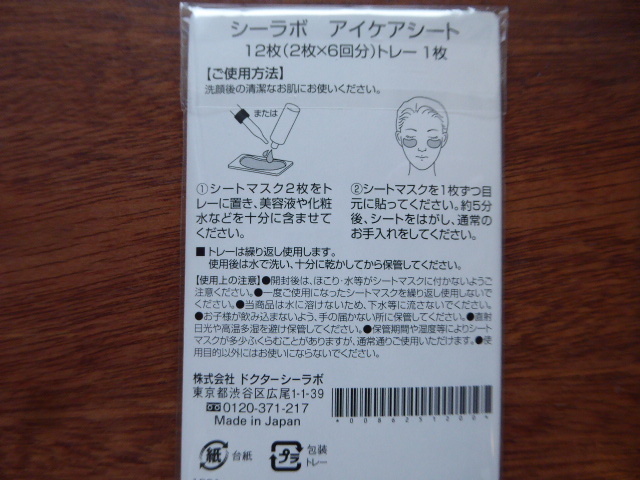 シーラボ アイケアシート
12枚(2枚×6回分)トレー 1枚
【ご使用方法】
洗顔後の清潔なお肌にお使いください。
または
①シートマスク2枚をト
レーに置き、美容液や化粧
水などを十分に含ませて
ください。
②シートマスクを1枚ずつ目
元に貼ってください。約5分
後、シートをはがし、通常の
お手入れをしてください。
■トレーは繰り返し使用します。
使用後は水で洗い、十分に乾かしてから保管してください。
【使用上の注意】●開封後は、ほこり・水等がシートマスクに付かないようご
注意ください。●一度ご使用になったシートマスクを繰り返し使用しないで
ください。●当商品は水に溶けないため、下水等に流さないでください。
●お子様が飲み込まないよう、手の届かない所に保管してください。●直射
日光や高温多湿を避け保管してください。●保管期間や湿度等によりシート
マスクが多少ふくらむことがありますが、通常通りご使用いただけます。●使
用目的以外にはお使いにならないでください。
株式会社 ドクターシーラボ
東京都渋谷区広尾1-1-39
0120-371-217
Made in Japan
紙 台紙
プラ 包装
トレー